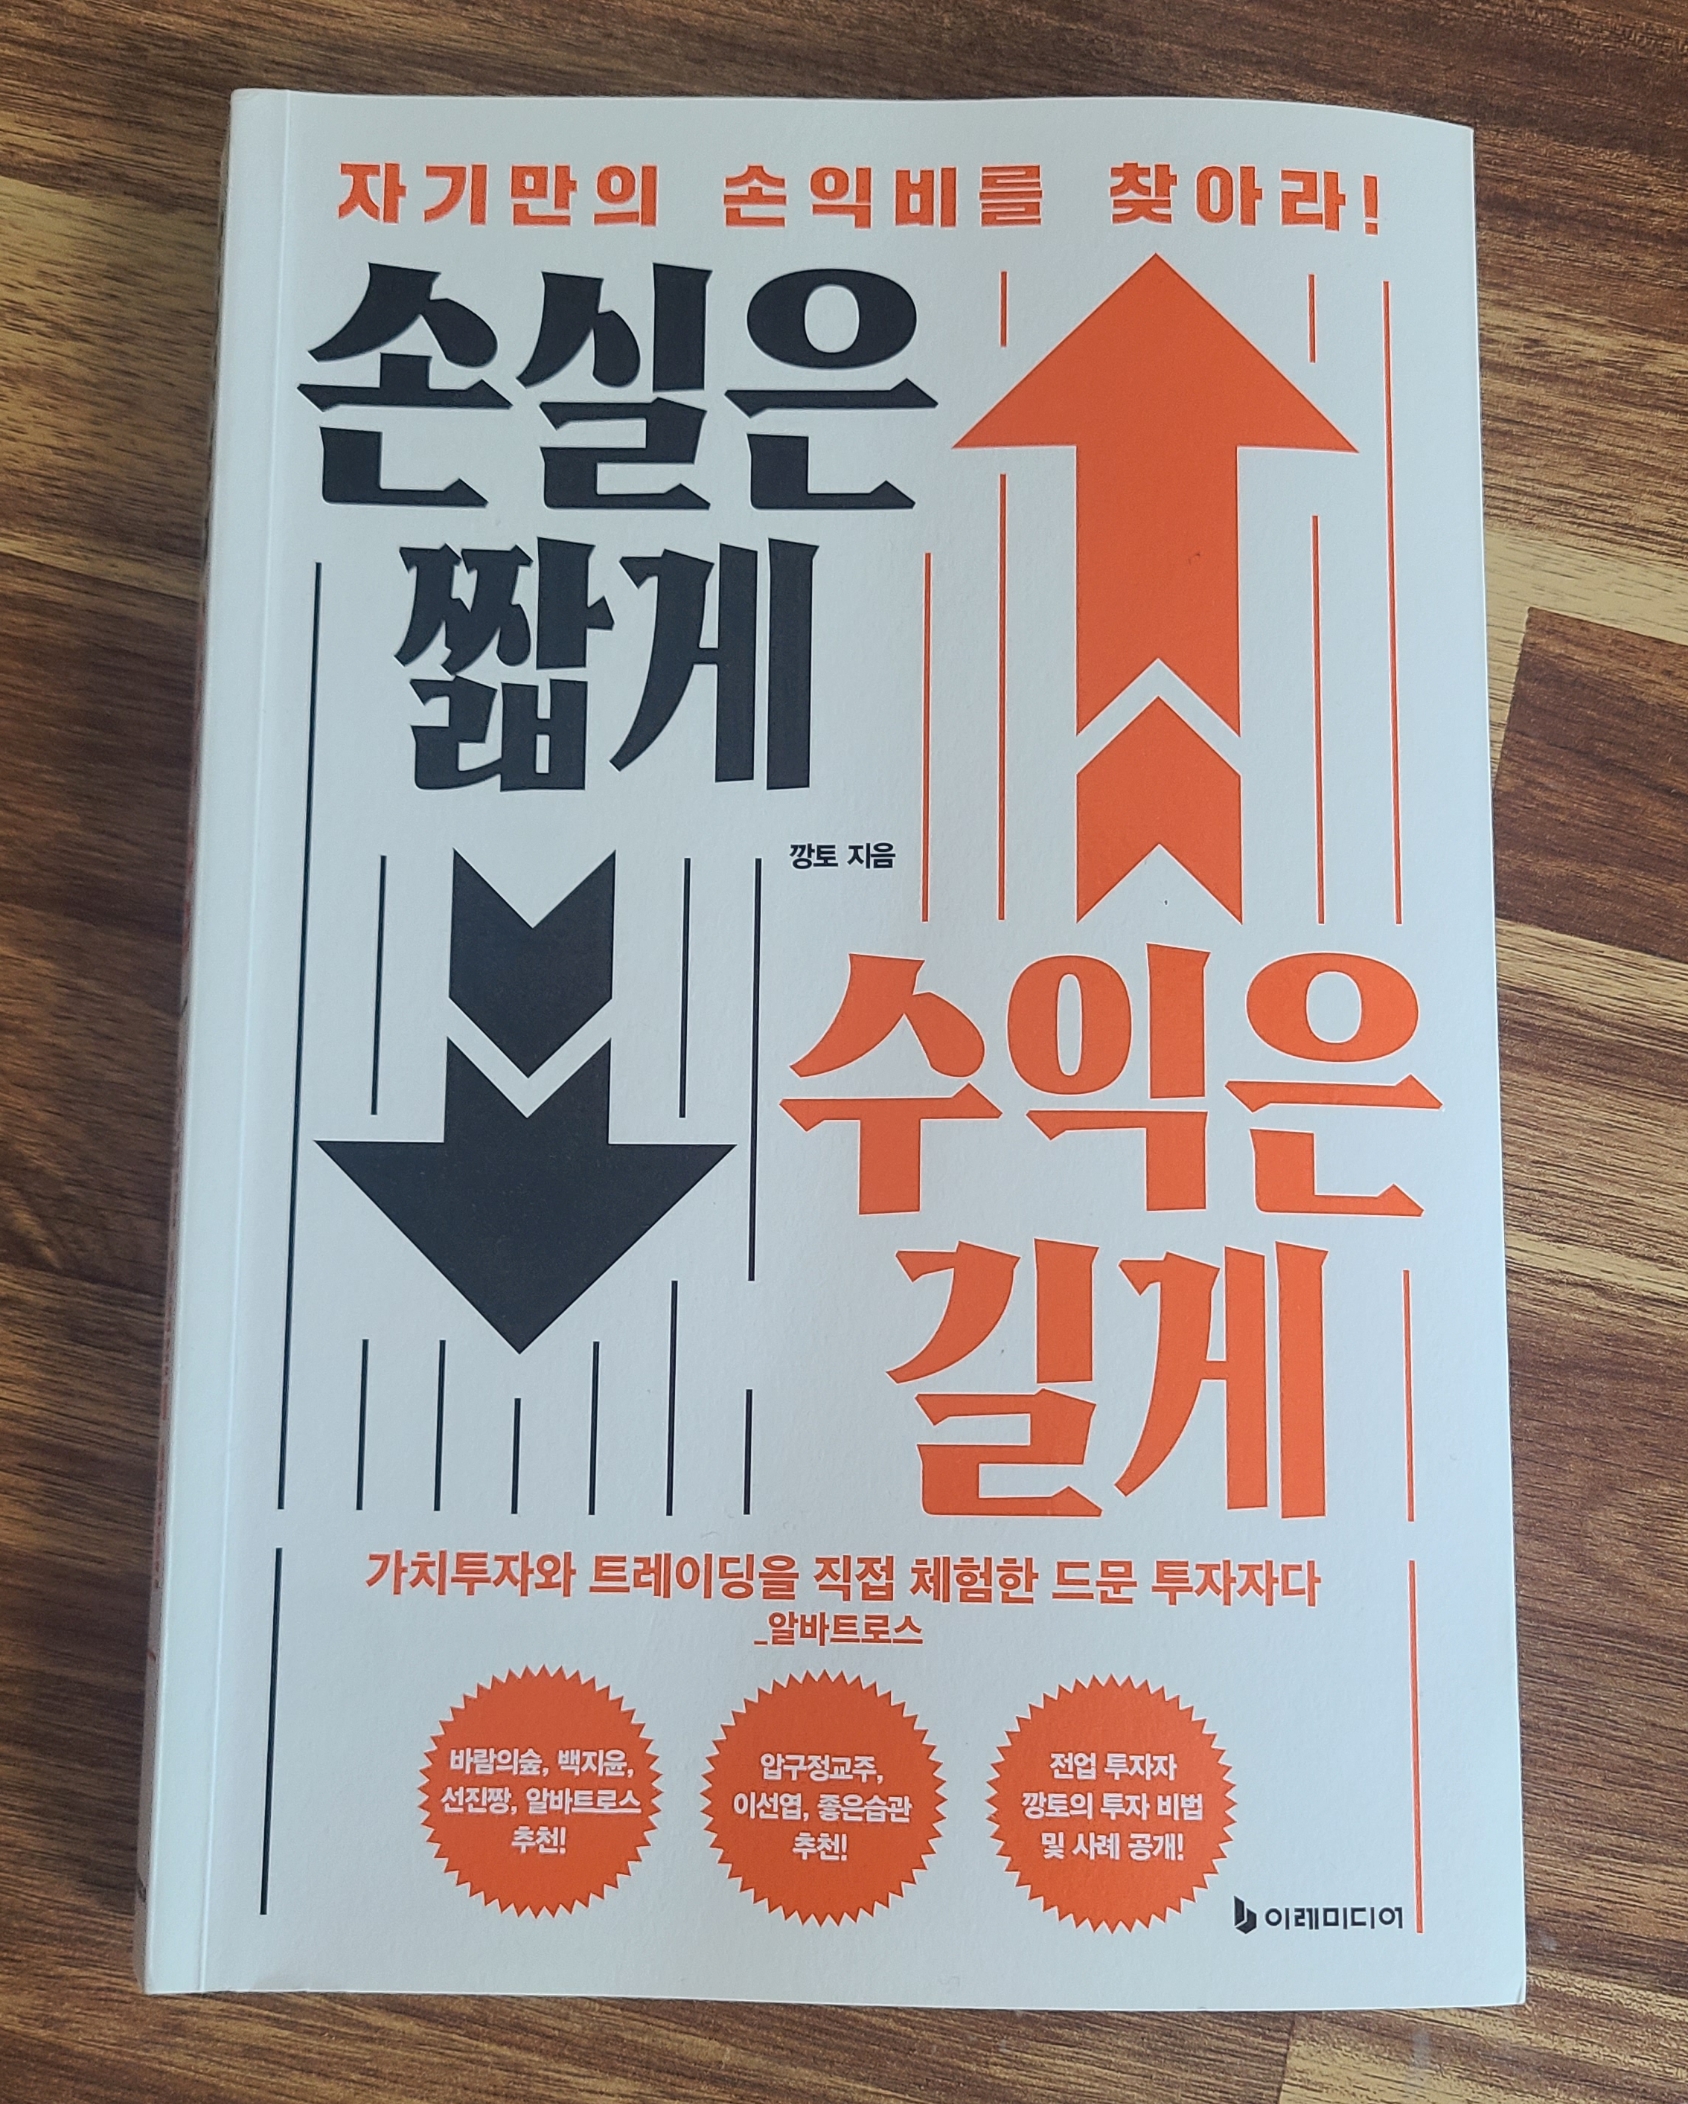 자기만의 손익비를 찾아라!
손실은
짧게
깡토 지음
수익은
길게
가치투자와 트레이딩을 직접 체험한 드문 투자자다
_알바트로스
바람의숲, 백지윤,
선진짱, 알바트로스
추천!
압구정교주,
이선엽, 좋은습관
추천!
전업 투자자
깡토의 투자 비법
및 사례 공개!
이레미디어